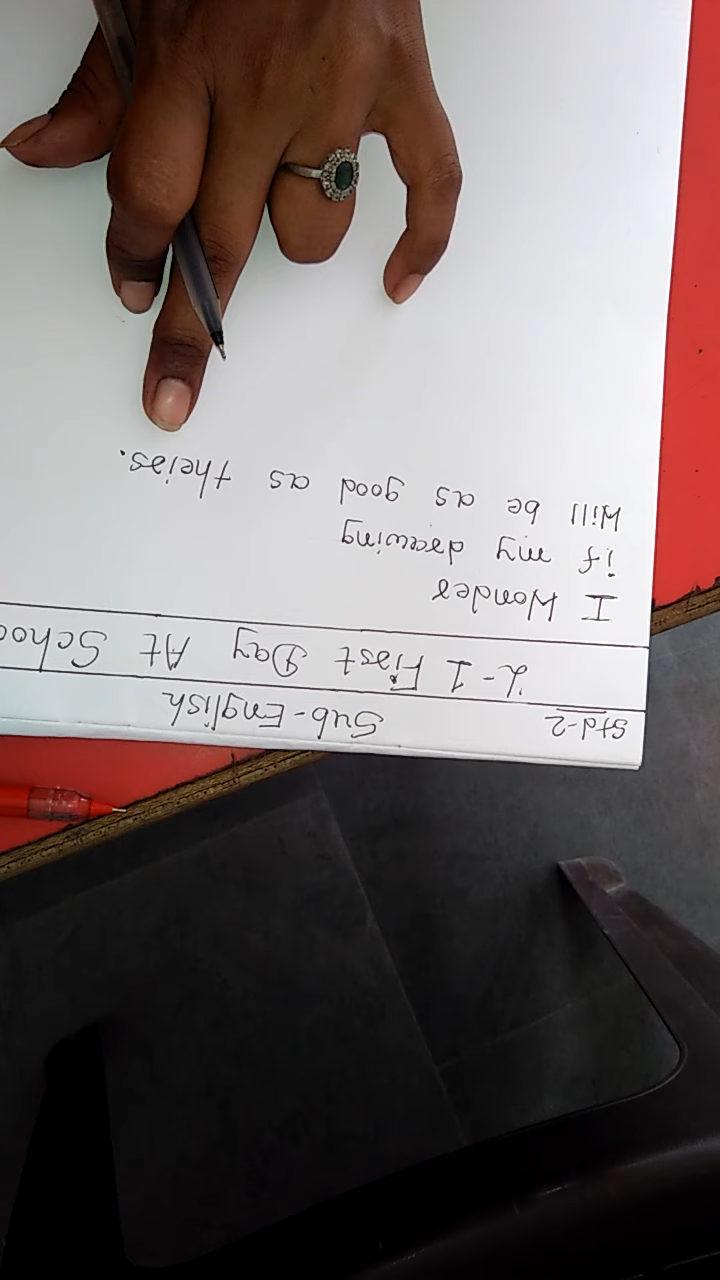 Std-2 Sub-English
L-1 First Day At Schoo
I Wonder
if my drawing
Will be as good as theirs.